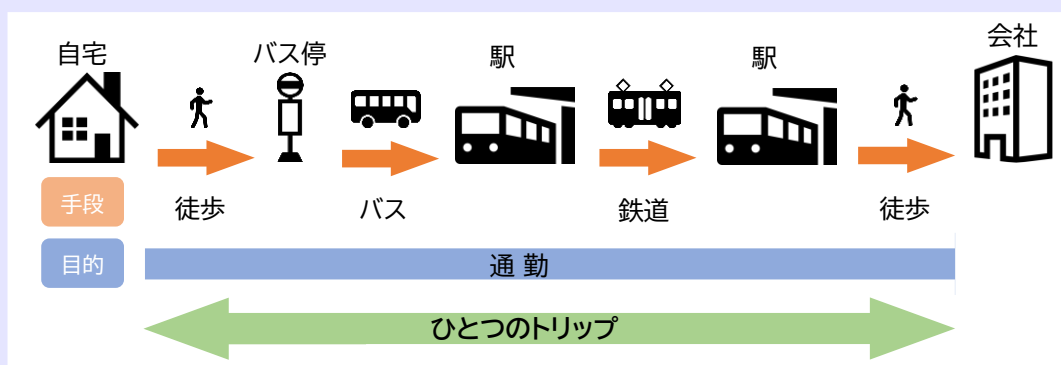 自宅
バス停
駅
駅
会社
手段
徒歩
バス
鉄道
徒歩
目的
通勤
ひとつのトリップ